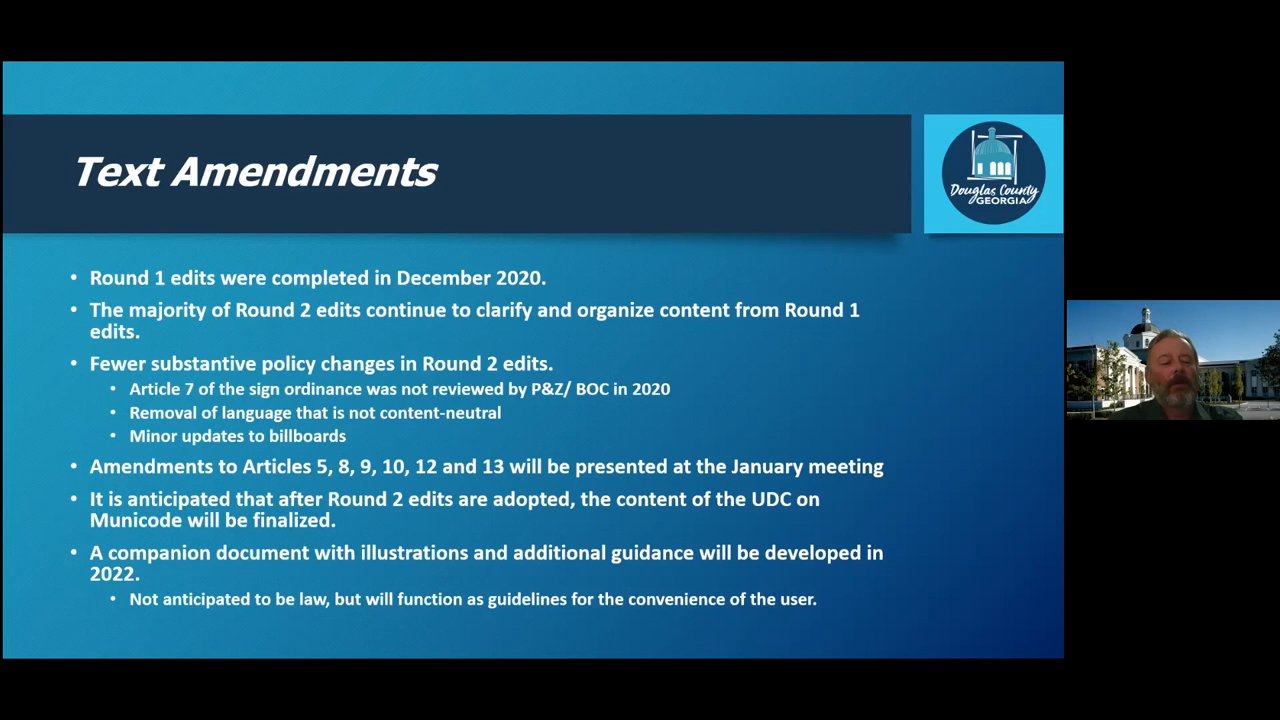 Text Amendments
Douglas County
GEORGIA
• Round 1 edits were completed in December 2020.
• The majority of Round 2 edits continue to clarify and organize content from Round 1
edits.
• Fewer substantive policy changes in Round 2 edits.
• Article 7 of the sign ordinance was not reviewed by P&Z/ BOC in 2020
• Removal of language that is not content-neutral
• Minor updates to billboards
• Amendments to Articles 5, 8, 9, 10, 12 and 13 will be presented at the January meeting
• It is anticipated that after Round 2 edits are adopted, the content of the UDC on
Municode will be finalized.
• A companion document with illustrations and additional guidance will be developed in
2022.
• Not anticipated to be law, but will function as guidelines for the convenience of the user.